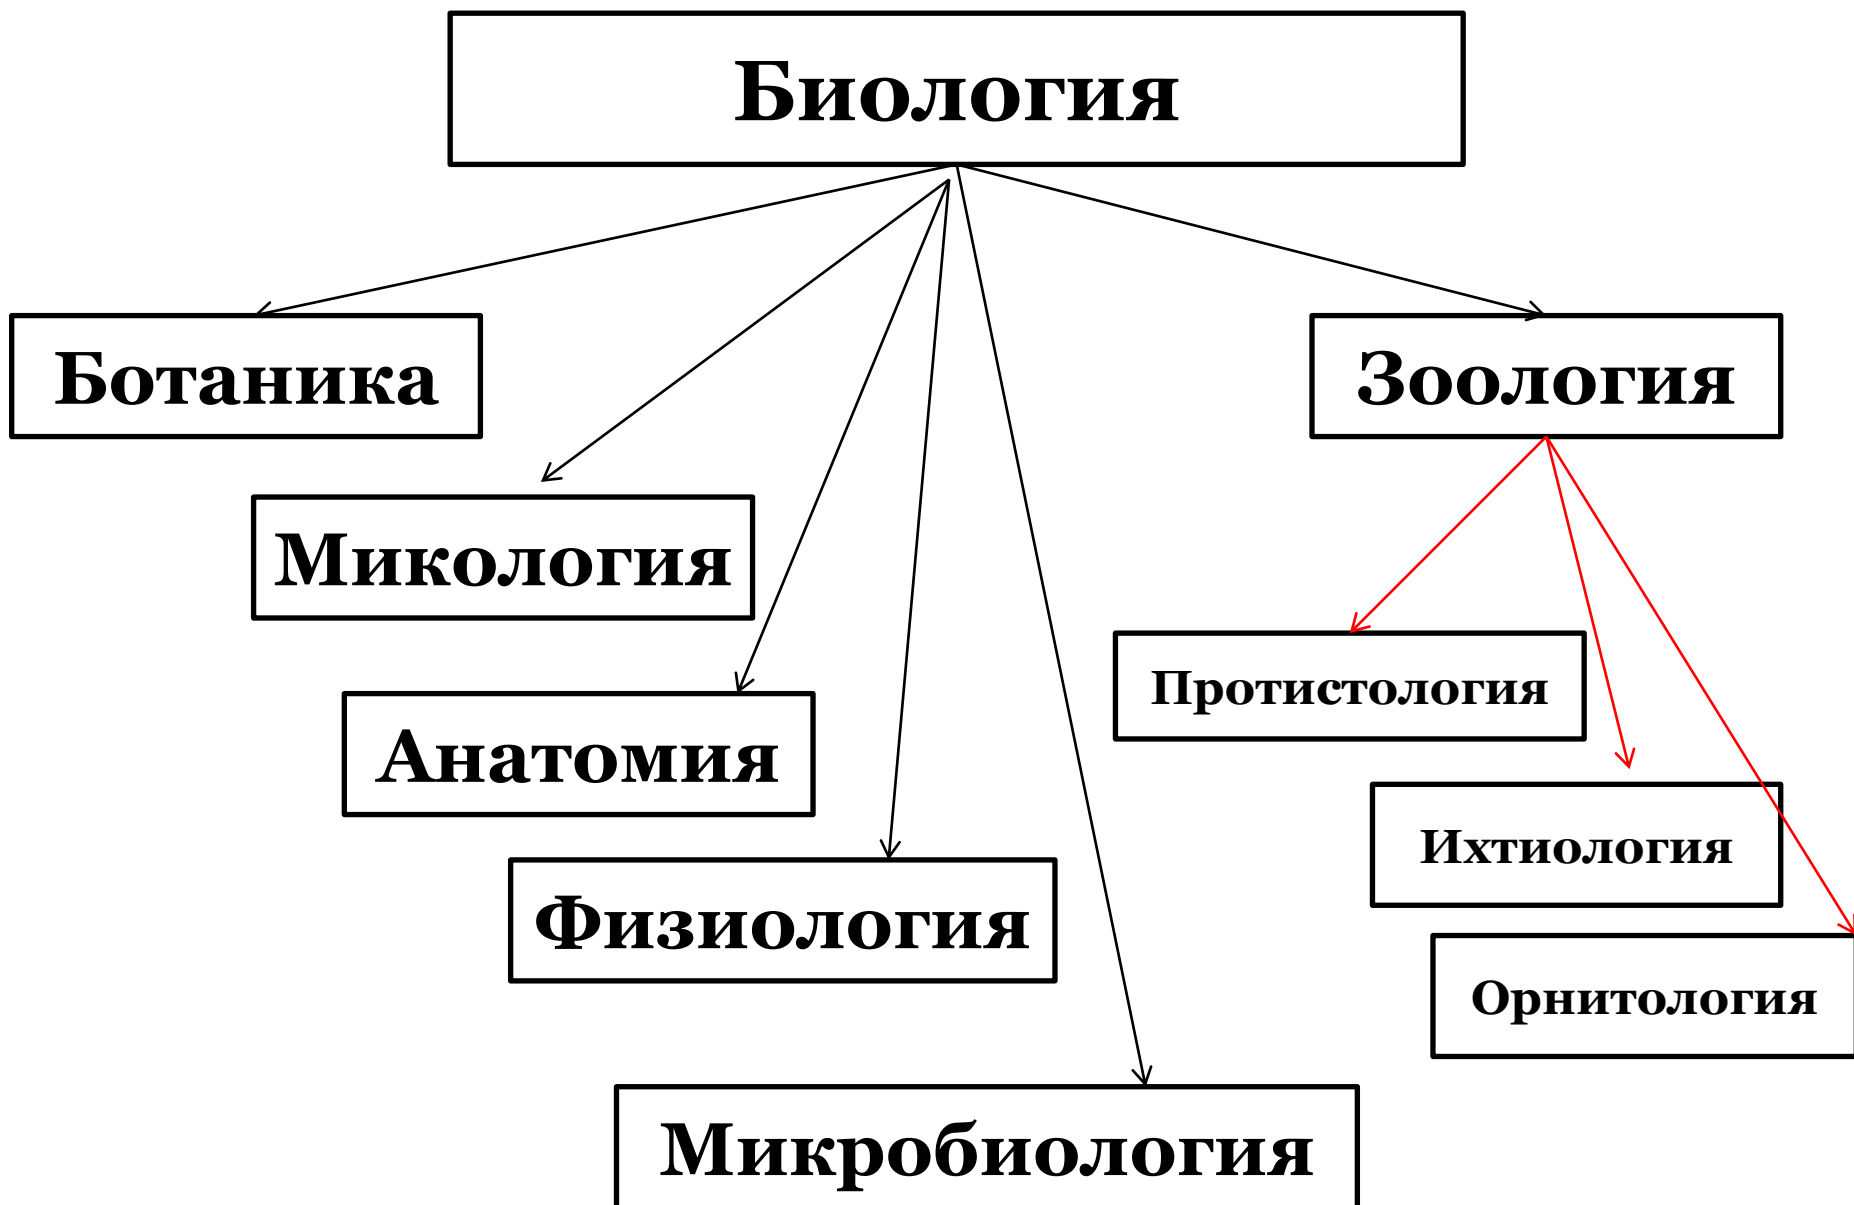 Биология
Ботаника
Зоология
Микология
Протистология
Анатомия
Ихтиология
Физиология
Орнитология
Микробиология